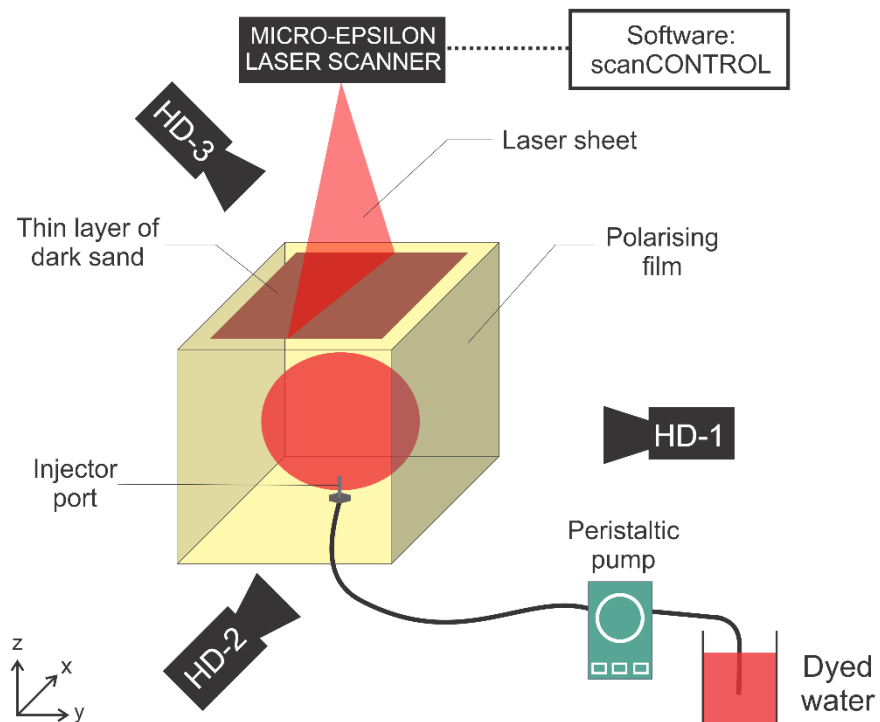 MICRO-EPSILON
LASER SCANNER
Software:
scanCONTROL
HD-3
Laser sheet
Thin layer of
dark sand
Polarising
film
HD-1
Injector
port
Peristaltic
pump
HD-2
z
x
y
Dyed
water